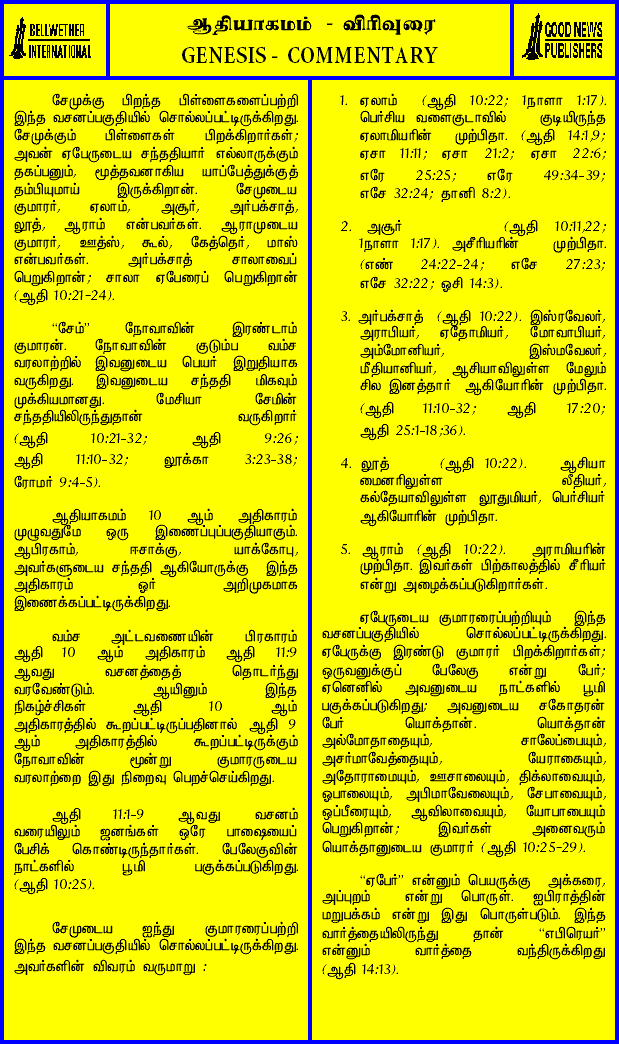 BELLWETHER
INTERNATIONAL
ஆதியாகமம் - விரிவுரை
GENESIS - COMMENTARY
GOOD NEWS
PUBLISHERS
சேமுக்கு பிறந்த பிள்ளைகளைப்பற்றி
இந்த வசனப்பகுதியில் சொல்லப்பட்டிருக்கிறது.
சேமுக்கும் பிள்ளைகள் பிறக்கிறார்கள்;
அவன் ஏபேருடைய சந்ததியார் எல்லாருக்கும்
தகப்பனும், மூத்தவனாகிய யாப்பேத்துக்குத்
தம்பியுமாய் இருக்கிறான். சேமுடைய
குமாரர், ஏலாம், அசூர், அர்பக்சாத்,
லூத், ஆராம் என்பவர்கள். ஆராமுடைய
குமாரர், ஊத்ஸ், கூல், கேத்தெர், மாஸ்
என்பவர்கள். அர்பக்சாத் சாலாவைப்
பெறுகிறான்; சாலா ஏபேரைப் பெறுகிறான்
(ஆதி 10:21-24).
“சேம்” நோவாவின் இரண்டாம்
குமாரன். நோவாவின் குடும்ப வம்ச
வரலாற்றில் இவனுடைய பெயர் இறுதியாக
வருகிறது. இவனுடைய சந்ததி மிகவும்
முக்கியமானது. மேசியா சேமின்
சந்ததியிலிருந்துதான் வருகிறார்
(ஆதி 10:21-32; ஆதி 9:26;
ஆதி 11:10-32; லூக்கா 3:23-38;
ரோமர் 9:4-5).
ஆதியாகமம் 10 ஆம் அதிகாரம்
முழுவதுமே ஒரு இணைப்புப்பகுதியாகும்.
ஆபிரகாம், ஈசாக்கு, யாக்கோபு,
அவர்களுடைய சந்ததி ஆகியோருக்கு இந்த
அதிகாரம் ஓர் அறிமுகமாக
இணைக்கப்பட்டிருக்கிறது.
வம்ச அட்டவணையின் பிரகாரம்
ஆதி 10 ஆம் அதிகாரம் ஆதி 11:9
ஆவது வசனத்தைத் தொடர்ந்து
வரவேண்டும். ஆயினும் இந்த
நிகழ்ச்சிகள் ஆதி 10 ஆம்
அதிகாரத்தில் கூறப்பட்டிருப்பதினால் ஆதி 9
ஆம் அதிகாரத்தில் கூறப்பட்டிருக்கும்
நோவாவின் மூன்று குமாரருடைய
வரலாற்றை இது நிறைவு பெறச்செய்கிறது.
ஆதி 11:1-9 ஆவது வசனம்
வரையிலும் ஜனங்கள் ஒரே பாஷையைப்
பேசிக் கொண்டிருந்தார்கள். பேலேகுவின்
நாட்களில் பூமி பகுக்கப்படுகிறது.
(ஆதி 10:25).
சேமுடைய ஐந்து குமாரரைப்பற்றி
இந்த வசனப்பகுதியில் சொல்லப்பட்டிருக்கிறது.
அவர்களின் விவரம் வருமாறு :
1. ஏலாம் (ஆதி 10:22; 1நாளா 1:17).
பெர்சிய வளைகுடாவில் குடியிருந்த
ஏலாமியரின் முற்பிதா. (ஆதி 14:1,9;
ஏசா 11:11; ஏசா 21:2; ஏசா 22:6;
எரே 25:25; எரே 49:34-39;
எசே 32:24; தானி 8:2).
2. அசூர் (ஆதி 10:11,22;
1நாளா 1:17). அசீரியரின் முற்பிதா.
(எண் 24:22-24; எசே 27:23;
எசே 32:22; ஓசி 14:3).
3. அர்பக்சாத் (ஆதி 10:22). இஸ்ரவேலர்,
அராபியர், ஏதோமியர், மோவாபியர்,
அம்மோனியர், இஸ்மவேலர்,
மீதியானியர், ஆசியாவிலுள்ள மேலும்
சில இனத்தார் ஆகியோரின் முற்பிதா.
(ஆதி 11:10-32; ஆதி 17:20;
ஆதி 25:1-18;36).
4. லூத் (ஆதி 10:22). ஆசியா
மைனரிலுள்ள லீதியர்,
கல்தேயாவிலுள்ள லூதுமியர், பெர்சியர்
ஆகியோரின் முற்பிதா.
5. ஆராம் (ஆதி 10:22). அராமியரின்
முற்பிதா. இவர்கள் பிற்காலத்தில் சீரியர்
என்று அழைக்கப்படுகிறார்கள்.
ஏபேருடைய குமாரரைப்பற்றியும் இந்த
வசனப்பகுதியில் சொல்லப்பட்டிருக்கிறது.
ஏபேருக்கு இரண்டு குமாரர் பிறக்கிறார்கள்;
ஒருவனுக்குப் பேலேகு என்று பேர்;
ஏனெனில் அவனுடைய நாட்களில் பூமி
பகுக்கப்படுகிறது; அவனுடைய சகோதரன்
பேர் யொக்தான். யொக்தான்
அல்மோதாதையும், சாலேப்பையும்,
அசர்மாவேத்தையும், யேராகையும்,
அதோராமையும், ஊசாலையும், திக்லாவையும்,
ஓபாலையும், அபிமாவேலையும், சேபாவையும்,
ஒப்பீரையும், ஆவிலாவையும், யோபாபையும்
பெறுகிறான்; இவர்கள் அனைவரும்
யொக்தானுடைய குமாரர் (ஆதி 10:25-29).
“ஏபேர்” என்னும் பெயருக்கு அக்கரை,
அப்புறம் என்று பொருள். ஐபிராத்தின்
மறுபக்கம் என்று இது பொருள்படும். இந்த
வார்த்தையிலிருந்து தான் “எபிரெயர்”
என்னும் வார்த்தை வந்திருக்கிறது
(ஆதி 14:13).